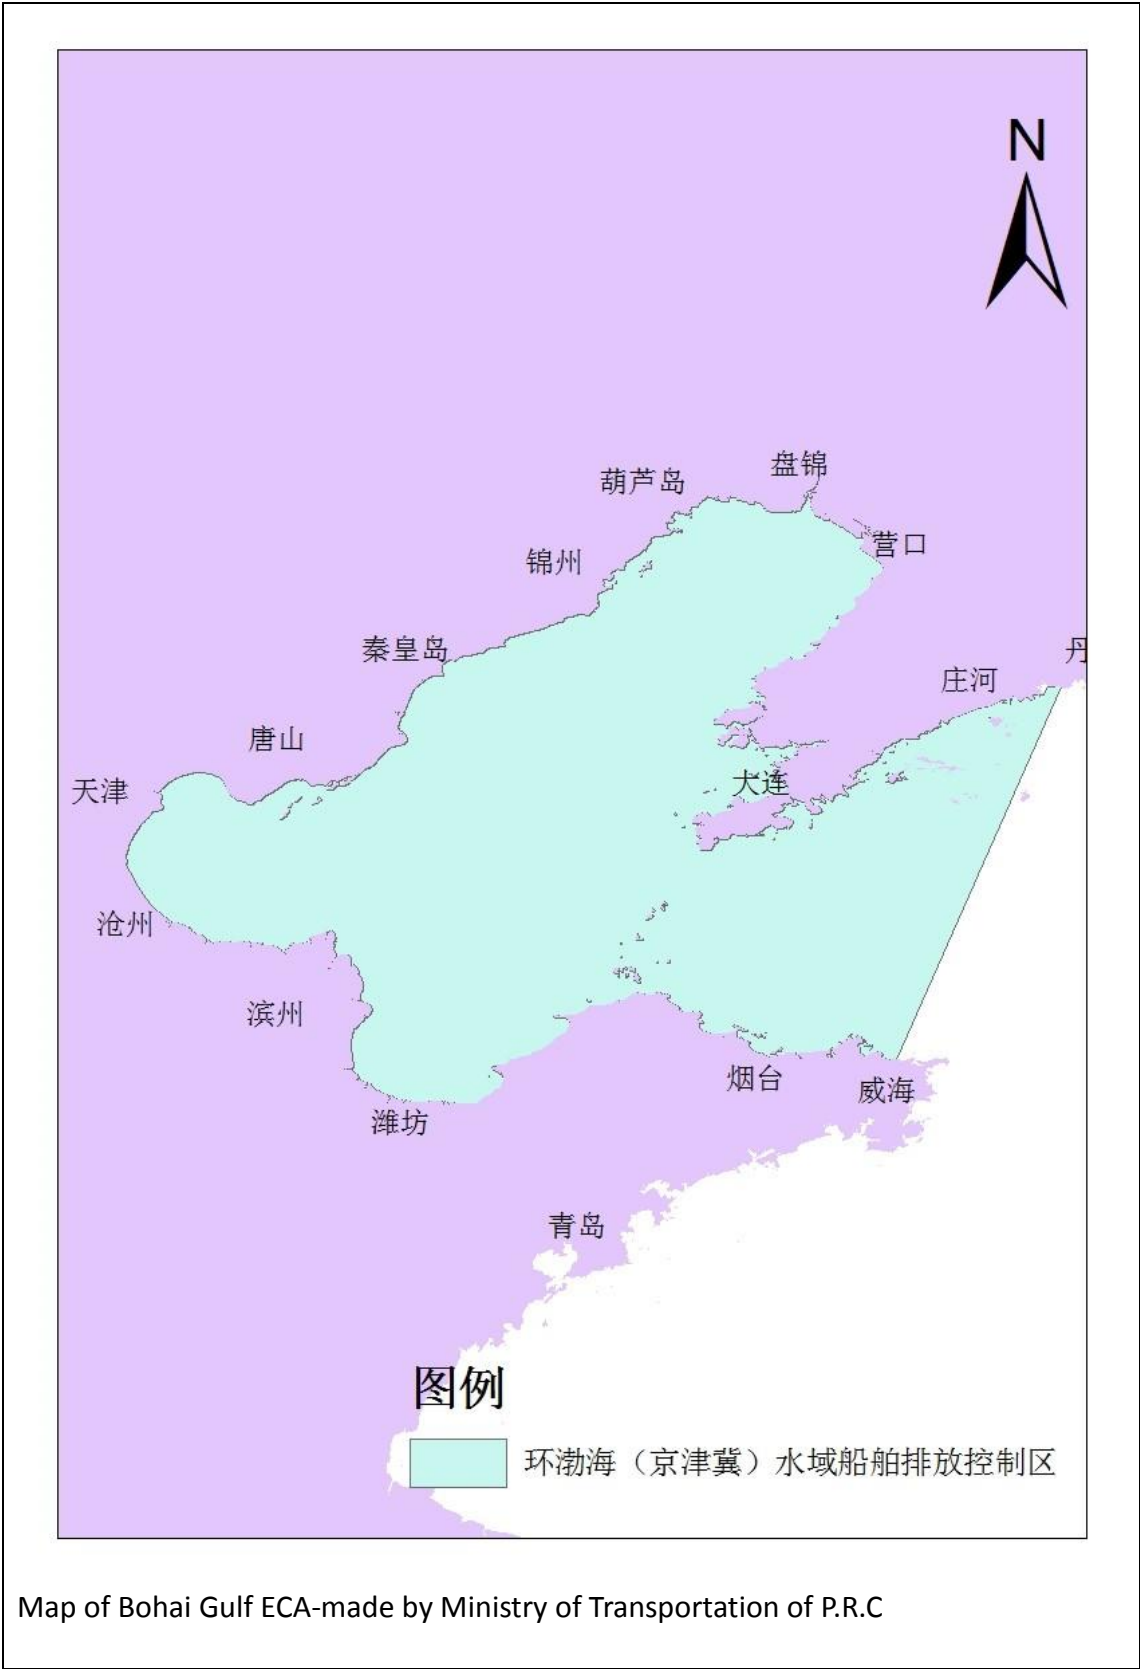 N
盘锦
葫芦岛
营口
锦州
秦皇岛
丹
庄河
唐山
大连
天津
沧州
滨州
烟台
威海
潍坊
青岛
图例
环渤海（京津冀）水域船舶排放控制区
Map of Bohai Gulf ECA-made by Ministry of Transportation of P.R.C